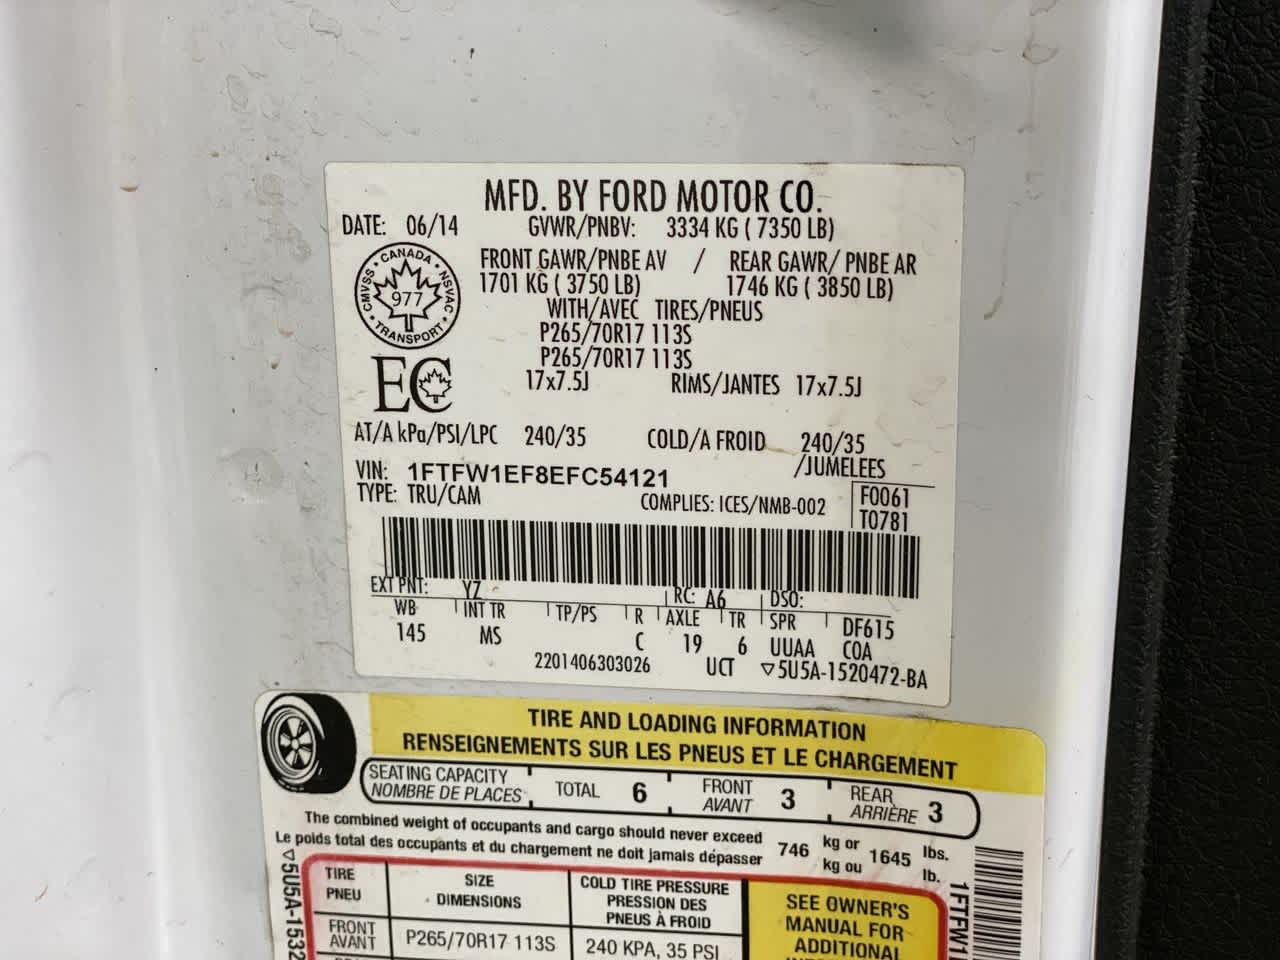 MFD. BY FORD MOTOR CO.
DATE: 06/14 GVWR/PNBV: 3334 KG ( 7350 LB)
FRONT GAWR/PNBE AV / REAR GAWR/ PNBE AR
1701 KG ( 3750 LB) 1746 KG ( 3850 LB)
WITH/AVEC TIRES/PNEUS
P265/70R17 113S
P265/70R17 113S
17x7.5J RIMS/JANTES 17x7.5J
CANADA • NSVAC • TRANSPORT • CMVSS •
977
EC
AT/A kPa/PSI/LPC 240/35 COLD/A FROID 240/35
/JUMELEES
VIN: 1FTFW1EF8EFC54121
TYPE: TRU/CAM COMPLIES: ICES/NMB-002
F0061
T0781
EXT PNT: YZ RC: A6 DSO:
WB INT TR TP/PS R AXLE TR SPR DF615
145 MS C 19 6 UUAA COA
2201406303026 UCT ▽5U5A-1520472-BA
TIRE AND LOADING INFORMATION
RENSEIGNEMENTS SUR LES PNEUS ET LE CHARGEMENT
SEATING CAPACITY
NOMBRE DE PLACES
TOTAL 6
FRONT
AVANT
3
REAR
ARRIÈRE
3
The combined weight of occupants and cargo should never exceed
Le poids total des occupants et du chargement ne doit jamais dépasser
746 kg or 1645 lbs.
kg ou lb.
▽5U5A-1532
TIRE
PNEU
SIZE
DIMENSIONS
COLD TIRE PRESSURE
PRESSION DES
PNEUS À FROID
FRONT
AVANT
P265/70R17 113S
240 KPA, 35 PSI
SEE OWNER'S
MANUAL FOR
ADDITIONAL
1FTFW1